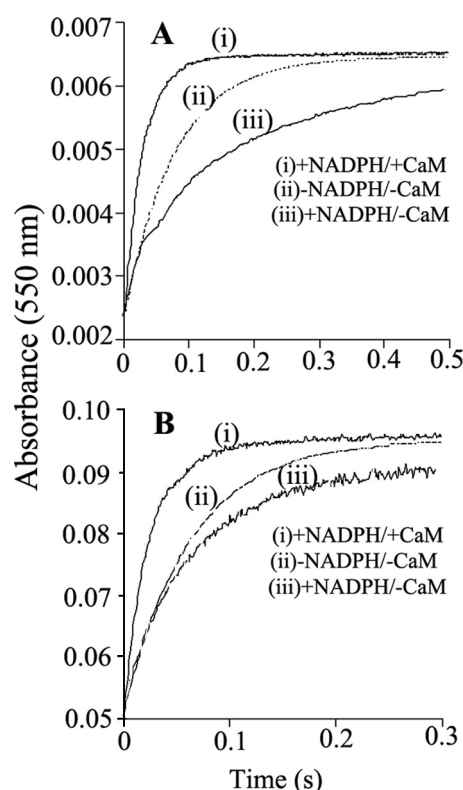 0.007
A
(i)
0.006
(ii)
(iii)
0.005
(i)+NADPH/+CaM
(ii)-NADPH/-CaM
(iii)+NADPH/-CaM
0.004
0.003
0.002
0 0.1 0.2 0.3 0.4 0.5
Absorbance (550 nm)
0.10
B
(i)
0.09
(ii)
(iii)
0.08
(i)+NADPH/+CaM
(ii)-NADPH/-CaM
(iii)+NADPH/-CaM
0.07
0.06
0.05
0 0.1 0.2 0.3
Time (s)